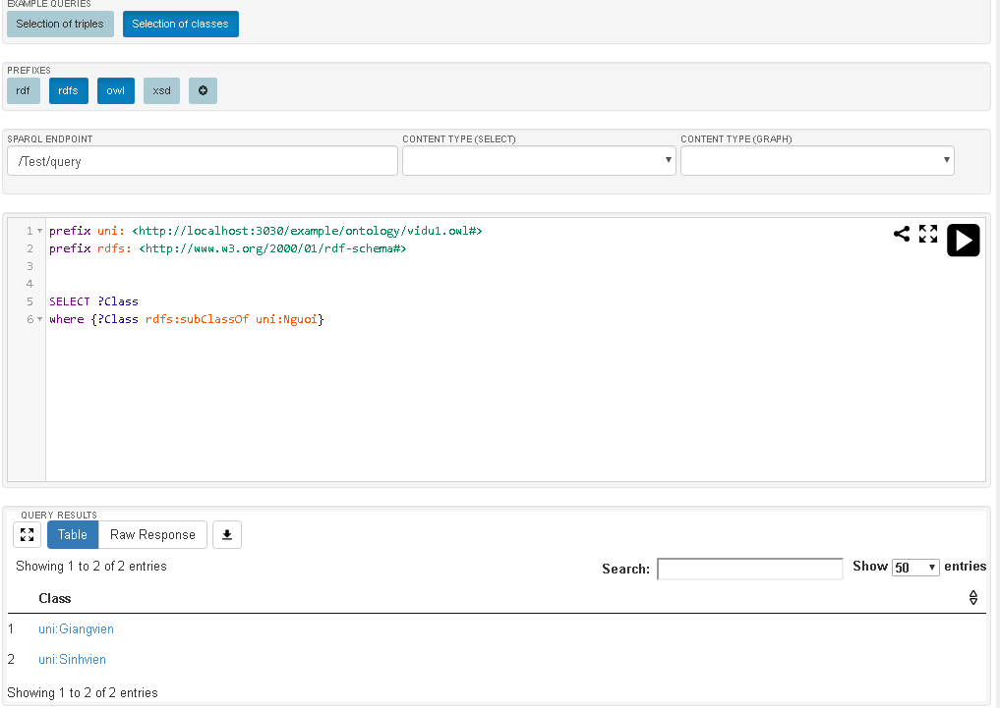 EXAMPLE QUERIES
Selection of triples Selection of classes
PREFIXES
rdf rdfs owl xsd
SPARQL ENDPOINT CONTENT TYPE (SELECT) CONTENT TYPE (GRAPH)
/Test/query
1 prefix uni: <http://localhost:3030/example/ontology/vidu1.owl#>
2 prefix rdfs: <http://www.w3.org/2000/01/rdf-schema#>
3
4
5 SELECT ?Class
6 where {?Class rdfs:subClassOf uni:Nguoi}
QUERY RESULTS
Table Raw Response
Showing 1 to 2 of 2 entries Search: Show 50 entries
Class
1 uni:Giangvien
2 uni:Sinhvien
Showing 1 to 2 of 2 entries